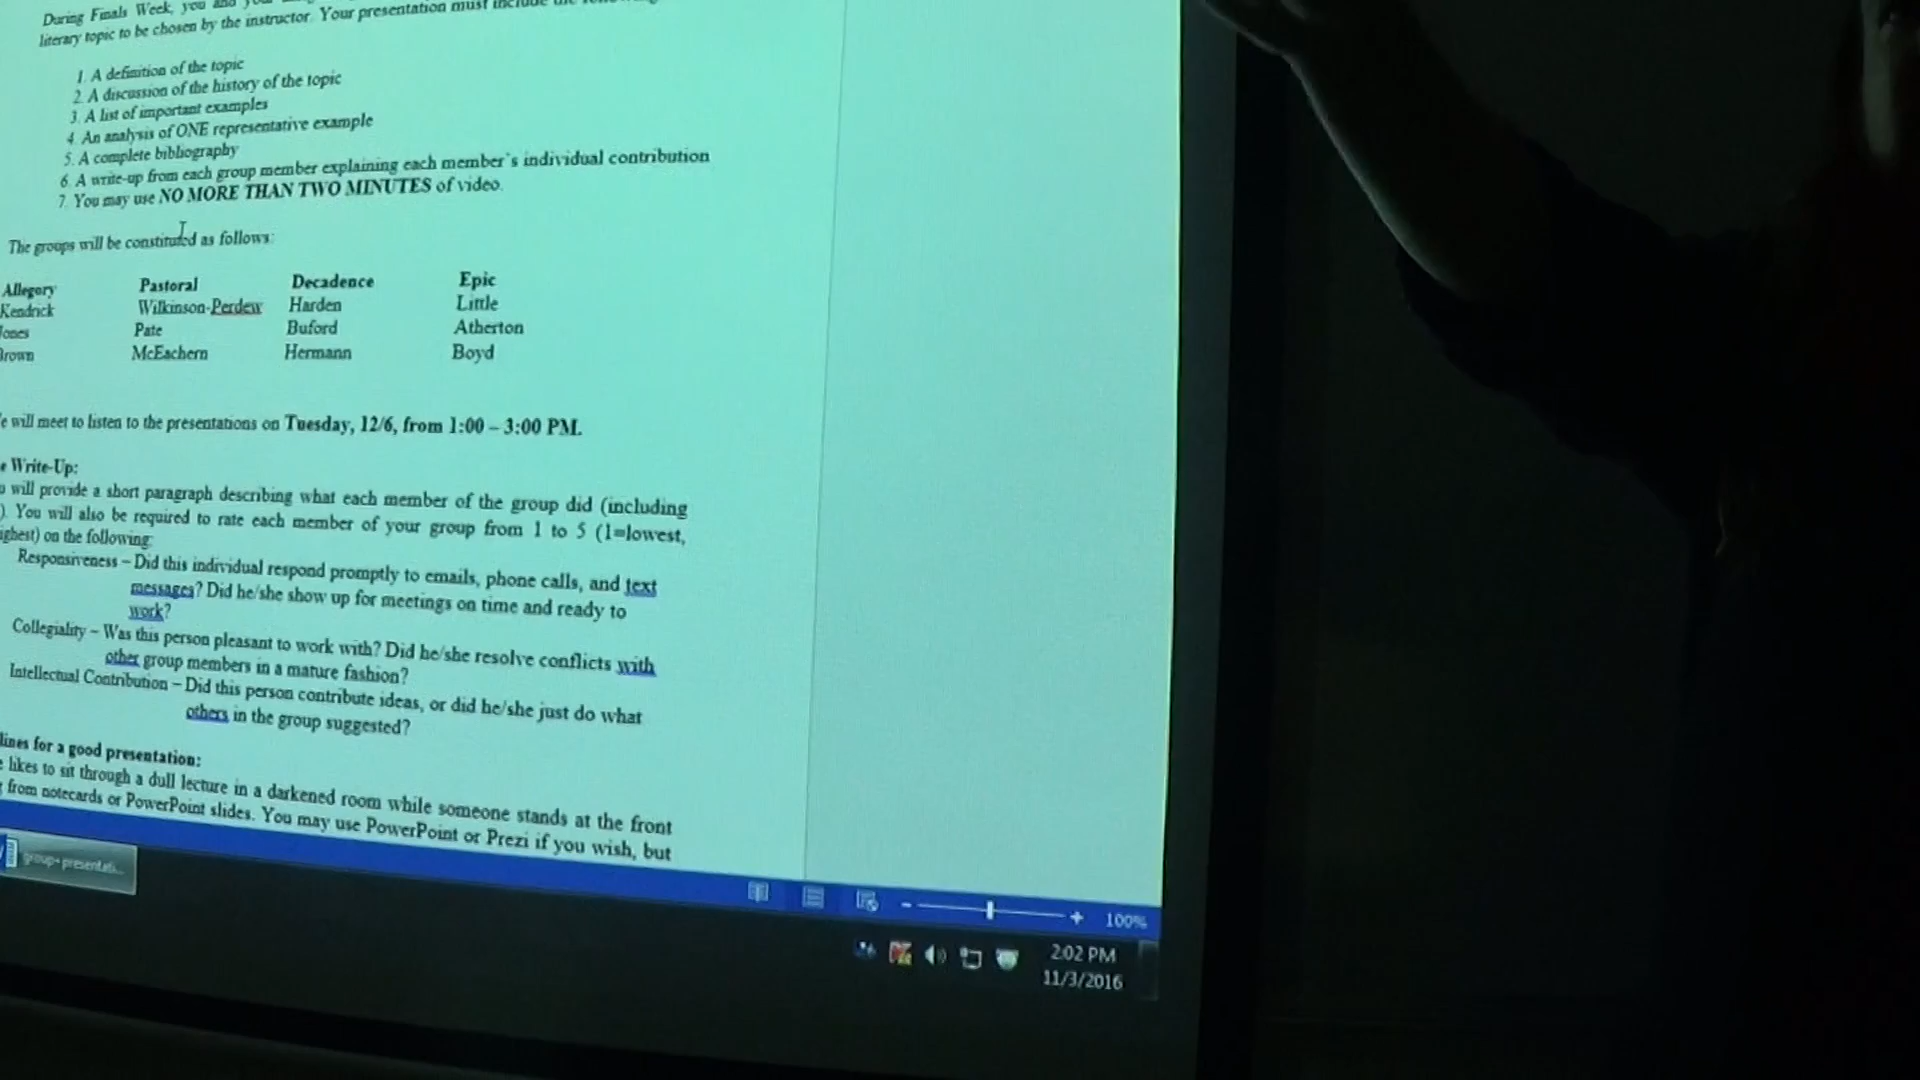 During Finals Week, you and your
literary topic to be chosen by the instructor. Your presentation must include the following
1. A definition of the topic
2. A discussion of the history of the topic
3. A list of important examples
4. An analysis of ONE representative example
5. A complete bibliography
6. A write-up from each group member explaining each member's individual contribution
7. You may use NO MORE THAN TWO MINUTES of video.
The groups will be constituted as follows:
Allegory Pastoral Decadence Epic
Kendrick Wilkinson-Perdew Harden Little
Jones Pate Buford Atherton
Brown McEachern Hermann Boyd
will meet to listen to the presentations on Tuesday, 12/6, from 1:00 – 3:00 PM.
Write-Up:
will provide a short paragraph describing what each member of the group did (including
). You will also be required to rate each member of your group from 1 to 5 (1=lowest,
ighest) on the following:
Responsiveness – Did this individual respond promptly to emails, phone calls, and text
messages? Did he/she show up for meetings on time and ready to
work?
Collegiality – Was this person pleasant to work with? Did he/she resolve conflicts with
other group members in a mature fashion?
Intellectual Contribution – Did this person contribute ideas, or did he/she just do what
others in the group suggested?
lines for a good presentation:
likes to sit through a dull lecture in a darkened room while someone stands at the front
from notecards or PowerPoint slides. You may use PowerPoint or Prezi if you wish, but
group+presentati...
100%
2:02 PM
11/3/2016